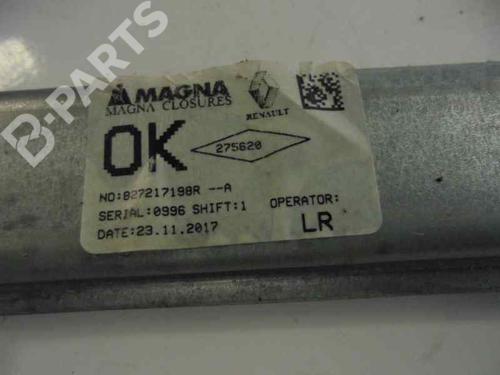 B-PARTS
MAGNA
MAGNA CLOSURES
RENAULT
OK
275620
NO:827217198R --A
SERIAL:0996 SHIFT:1 OPERATOR:
DATE:23.11.2017 LR